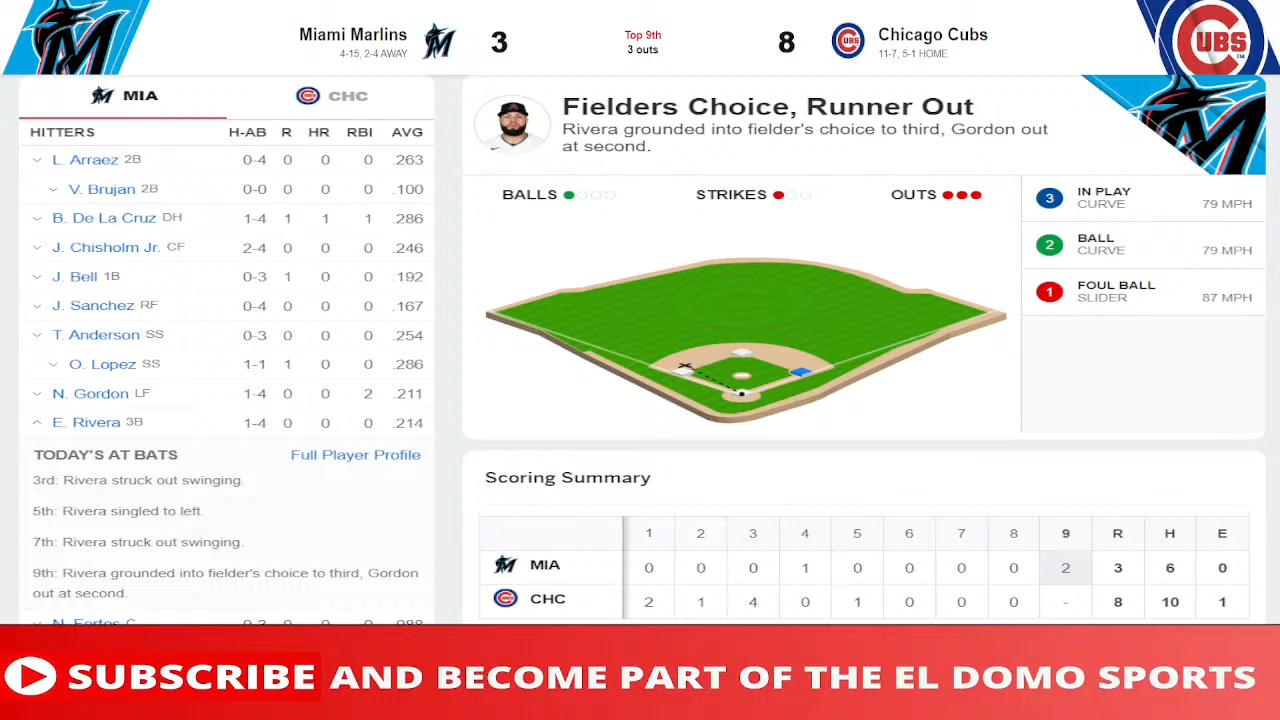 Miami Marlins
4-15, 2-4 AWAY
3
Top 9th
3 outs
8
Chicago Cubs
11-7, 5-1 HOME
CUBS
UBS
TM
MIA
CHC
HITTERS H-AB R HR RBI AVG
L. Arraez 2B 0-4 0 0 0 .263
V. Brujan 2B 0-0 0 0 0 .100
B. De La Cruz DH 1-4 1 1 1 .286
J. Chisholm Jr. CF 2-4 0 0 0 .246
J. Bell 1B 0-3 1 0 0 .192
J. Sanchez RF 0-4 0 0 0 .167
T. Anderson SS 0-3 0 0 0 .254
O. Lopez SS 1-1 1 0 0 .286
N. Gordon LF 1-4 0 0 2 .211
E. Rivera 3B 1-4 0 0 0 .214
TODAY'S AT BATS Full Player Profile
3rd: Rivera struck out swinging.
5th: Rivera singled to left.
7th: Rivera struck out swinging.
9th: Rivera grounded into fielder's choice to third, Gordon
out at second.
N. Fortes C 0-3 0 0 0 .088
Fielders Choice, Runner Out
Rivera grounded into fielder's choice to third, Gordon out
at second.
BALLS STRIKES OUTS
3 IN PLAY
CURVE 79 MPH
2 BALL
CURVE 79 MPH
1 FOUL BALL
SLIDER 87 MPH
Scoring Summary
1 2 3 4 5 6 7 8 9 R H E
MIA 0 0 0 1 0 0 0 0 2 3 6 0
CHC 2 1 4 0 1 0 0 0 - 8 10 1
SUBSCRIBE AND BECOME PART OF THE EL DOMO SPORTS